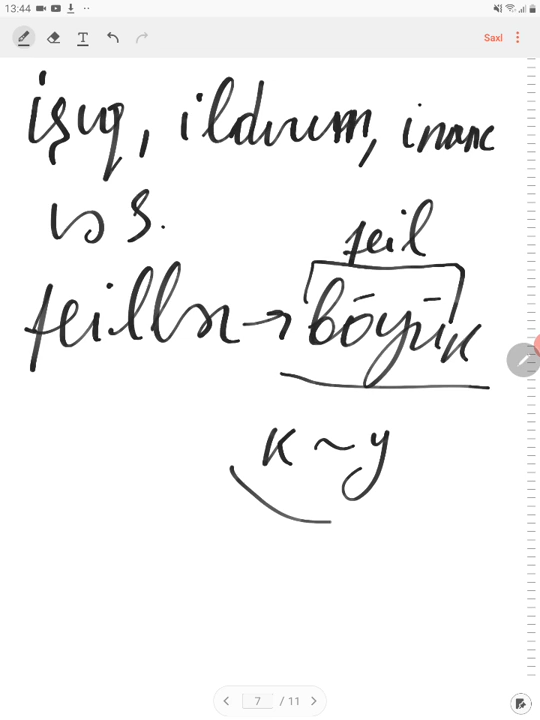 13:44
T
Saxl
işıq, ildırım, inanc
və s.
feil
feillər → böyük
k ~ y
7 / 11